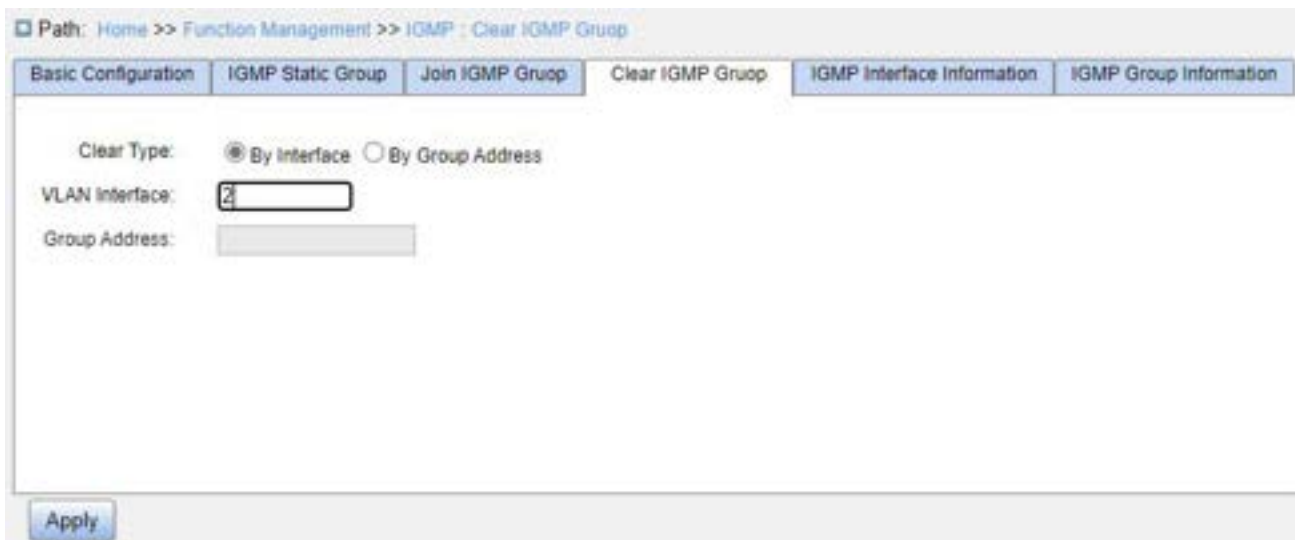 Path: Home >> Function Management >> IGMP : Clear IGMP Gruop
Basic Configuration IGMP Static Group Join IGMP Gruop Clear IGMP Gruop IGMP Interface Information IGMP Group Information
Clear Type: By Interface By Group Address
VLAN Interface: 2
Group Address:
Apply